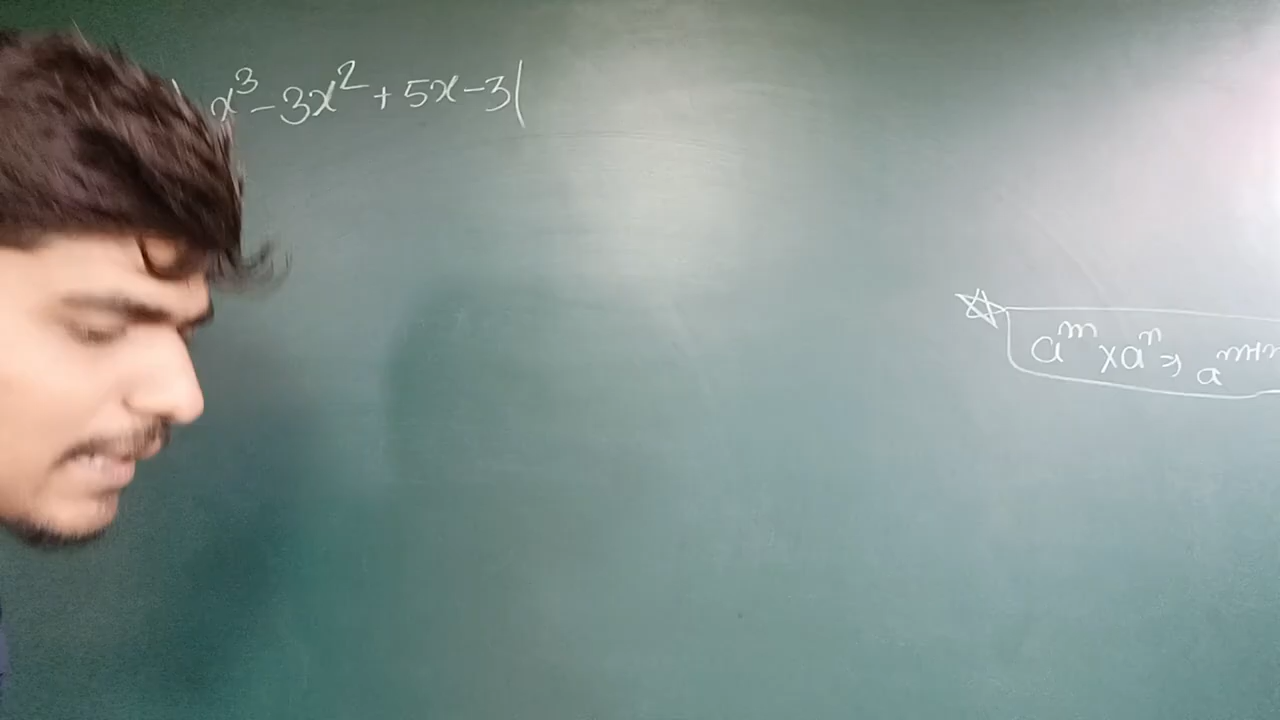 x³-3x²+5x-3|
☆ aᵐ×aⁿ⇒ aᵐ⁺ⁿ